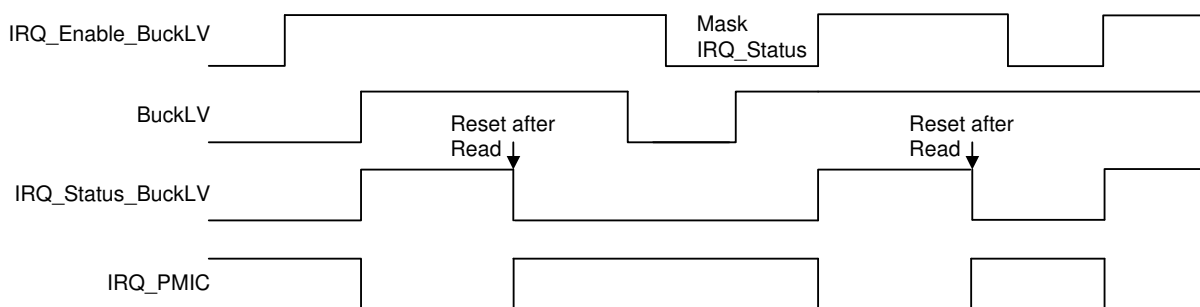 IRQ_Enable_BuckLV
Mask
IRQ_Status
BuckLV
Reset after
Read
Reset after
Read
IRQ_Status_BuckLV
IRQ_PMIC